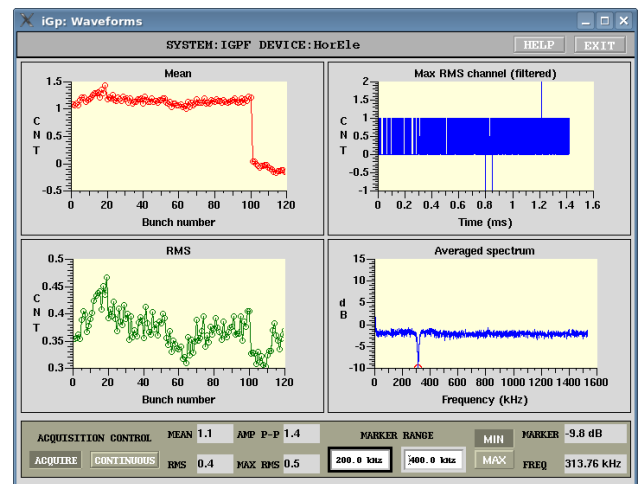 iGp: Waveforms
SYSTEM:IGPF DEVICE:HorEle
HELP
EXIT
Mean
C N T
1.5
1
0.5
0
-0.5
0 20 40 60 80 100 120
Bunch number
Max RMS channel (filtered)
C N T
2
1.5
1
0.5
0
-0.5
-1
0 0.2 0.4 0.6 0.8 1 1.2 1.4 1.6
Time (ms)
RMS
C N T
0.5
0.45
0.4
0.35
0.3
0 20 40 60 80 100 120
Bunch number
Averaged spectrum
d B
15
10
5
0
-5
-10
0 200 400 600 800 1000 1200 1400 1600
Frequency (kHz)
ACQUISITION CONTROL
ACQUIRE
CONTINUOUS
MEAN 1.1
AMP P-P 1.4
RMS 0.4
MAX RMS 0.5
MARKER RANGE
200.0 kHz
400.0 kHz
MIN
MAX
MARKER -9.8 dB
FREQ 313.76 kHz